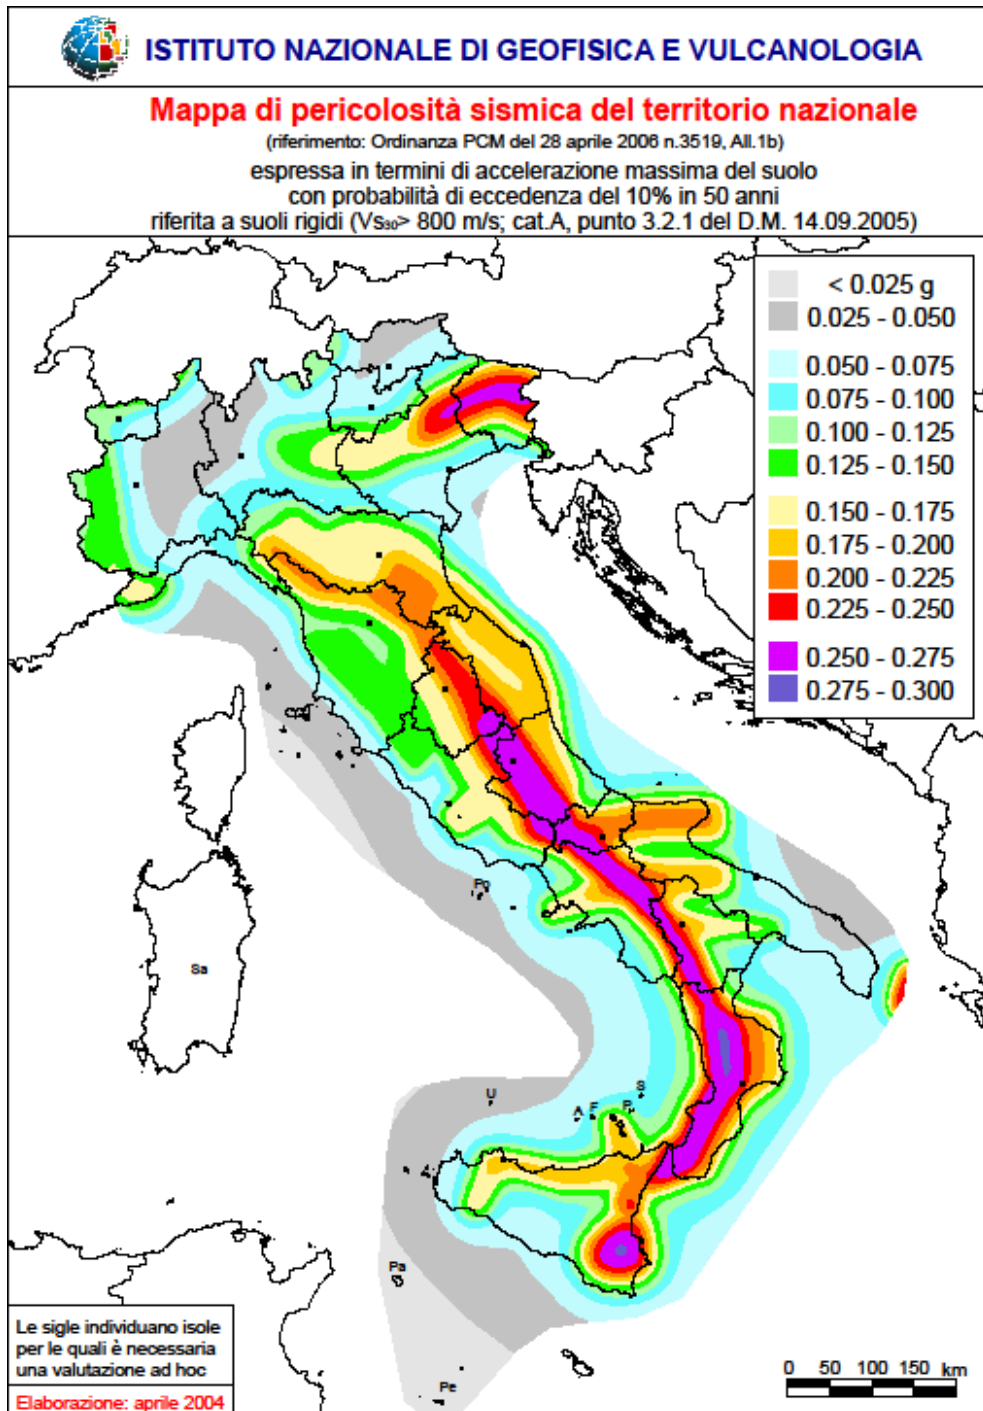 ISTITUTO NAZIONALE DI GEOFISICA E VULCANOLOGIA
Mappa di pericolosità sismica del territorio nazionale
(riferimento: Ordinanza PCM del 28 aprile 2006 n.3519, All.1b)
espressa in termini di accelerazione massima del suolo
con probabilità di eccedenza del 10% in 50 anni
riferita a suoli rigidi (Vs₃₀> 800 m/s; cat.A, punto 3.2.1 del D.M. 14.09.2005)
< 0.025 g
0.025 - 0.050
0.050 - 0.075
0.075 - 0.100
0.100 - 0.125
0.125 - 0.150
0.150 - 0.175
0.175 - 0.200
0.200 - 0.225
0.225 - 0.250
0.250 - 0.275
0.275 - 0.300
Po
Sa
U
S
A F P
Pa
Pe
Le sigle individuano isole
per le quali è necessaria
una valutazione ad hoc
Elaborazione: aprile 2004
0 50 100 150 km